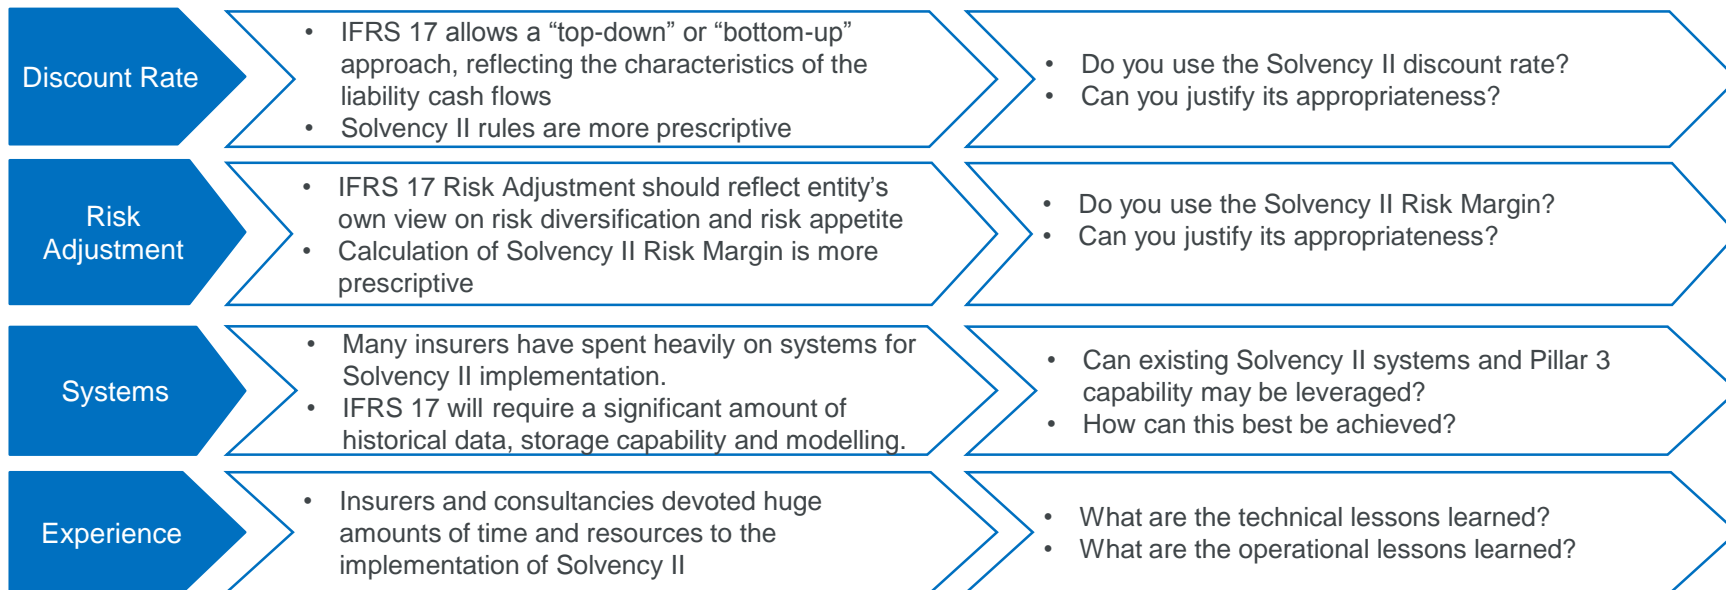 Discount Rate
• IFRS 17 allows a “top-down” or “bottom-up”
approach, reflecting the characteristics of the
liability cash flows
• Solvency II rules are more prescriptive
• Do you use the Solvency II discount rate?
• Can you justify its appropriateness?
Risk
Adjustment
• IFRS 17 Risk Adjustment should reflect entity’s
own view on risk diversification and risk appetite
• Calculation of Solvency II Risk Margin is more
prescriptive
• Do you use the Solvency II Risk Margin?
• Can you justify its appropriateness?
Systems
• Many insurers have spent heavily on systems for
Solvency II implementation.
• IFRS 17 will require a significant amount of
historical data, storage capability and modelling.
• Can existing Solvency II systems and Pillar 3
capability may be leveraged?
• How can this best be achieved?
Experience
• Insurers and consultancies devoted huge
amounts of time and resources to the
implementation of Solvency II
• What are the technical lessons learned?
• What are the operational lessons learned?